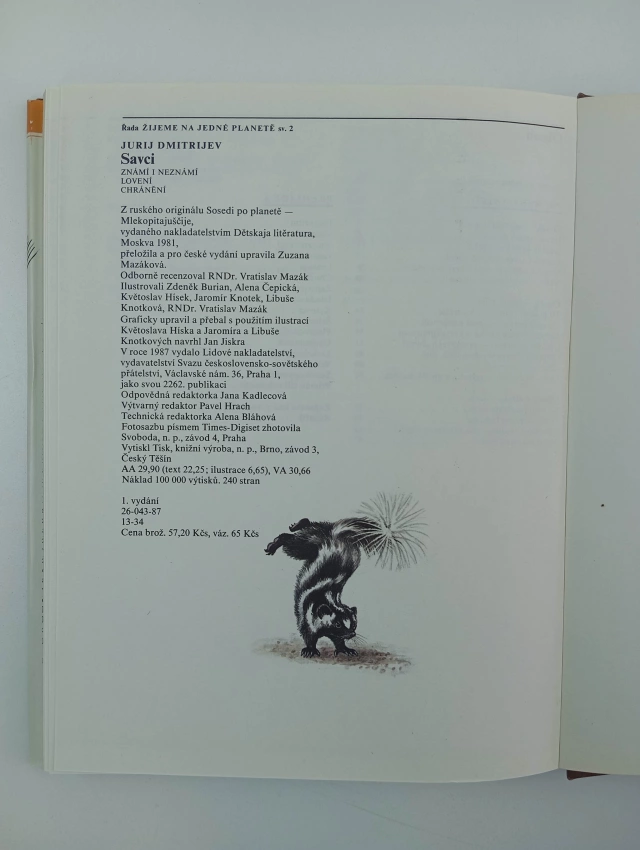 Řada ŽIJEME NA JEDNÉ PLANETĚ sv. 2
JURIJ DMITRIJEV
Savci
ZNÁMÍ I NEZNÁMÍ
LOVENÍ
CHRÁNĚNÍ
Z ruského originálu Sosedi po planetě —
Mlekopitajuščije,
vydaného nakladatelstvím Dětskaja litěratura,
Moskva 1981,
přeložila a pro české vydání upravila Zuzana
Mazáková.
Odborně recenzoval RNDr. Vratislav Mazák
Ilustrovali Zdeněk Burian, Alena Čepická,
Květoslav Hísek, Jaromír Knotek, Libuše
Knotková, RNDr. Vratislav Mazák
Graficky upravil a přebal s použitím ilustrací
Květoslava Híska a Jaromíra a Libuše
Knotkových navrhl Jan Jiskra
V roce 1987 vydalo Lidové nakladatelství,
vydavatelství Svazu československo-sovětského
přátelství, Václavské nám. 36, Praha 1,
jako svou 2262. publikaci
Odpovědná redaktorka Jana Kadlecová
Výtvarný redaktor Pavel Hrach
Technická redaktorka Alena Bláhová
Fotosazbu písmem Times-Digiset zhotovila
Svoboda, n. p., závod 4, Praha
Vytiskl Tisk, knižní výroba, n. p., Brno, závod 3,
Český Těšín
AA 29,90 (text 22,25; ilustrace 6,65), VA 30,66
Náklad 100 000 výtisků. 240 stran
1. vydání
26-043-87
13-34
Cena brož. 57,20 Kčs, váz. 65 Kčs